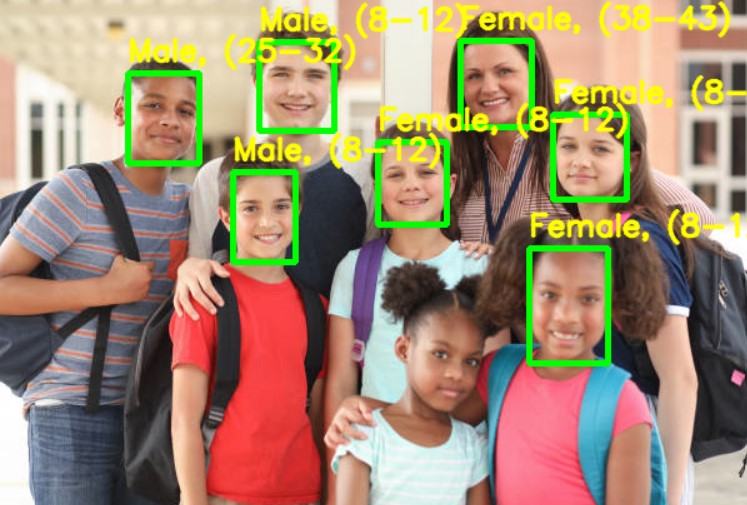 Male, (8-12)
Female, (38-43)
Male, (25-32)
Female, (8-
Female, (8-12)
Male, (8-12)
Female, (8-1